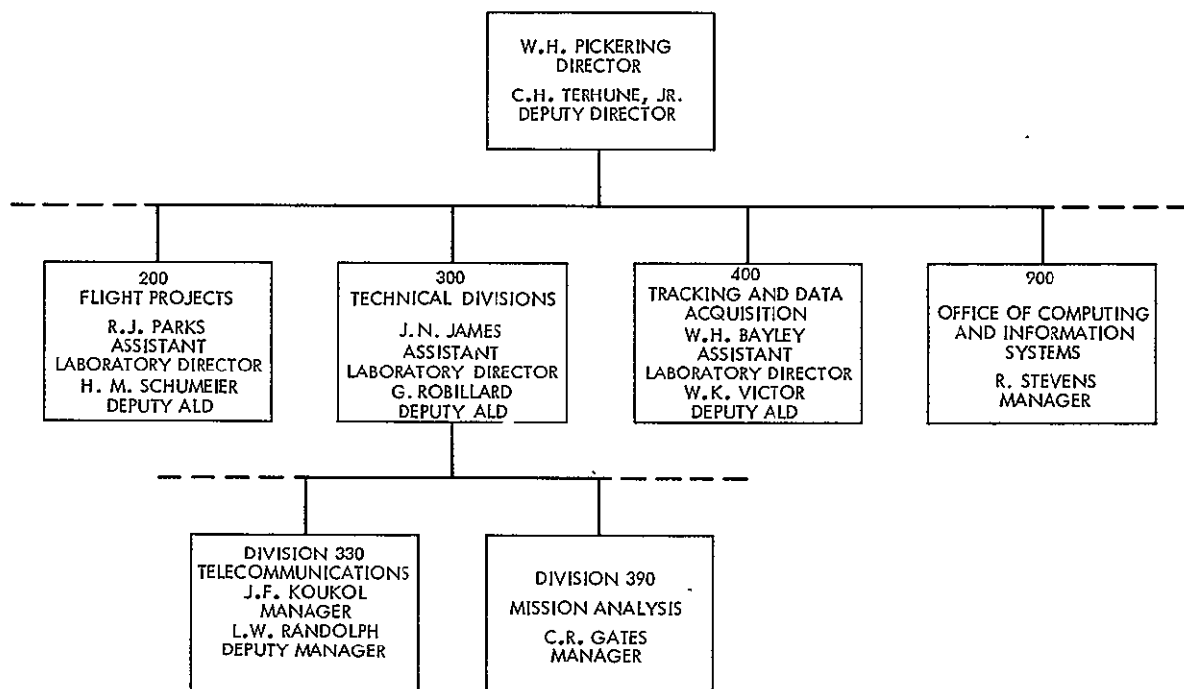 W.H. PICKERING
DIRECTOR
C.H. TERHUNE, JR.
DEPUTY DIRECTOR
200
FLIGHT PROJECTS
R.J. PARKS
ASSISTANT
LABORATORY DIRECTOR
H. M. SCHUMEIER
DEPUTY ALD
300
TECHNICAL DIVISIONS
J.N. JAMES
ASSISTANT
LABORATORY DIRECTOR
G. ROBILLARD
DEPUTY ALD
400
TRACKING AND DATA
ACQUISITION
W.H. BAYLEY
ASSISTANT
LABORATORY DIRECTOR
W.K. VICTOR
DEPUTY ALD
900
OFFICE OF COMPUTING
AND INFORMATION
SYSTEMS
R. STEVENS
MANAGER
DIVISION 330
TELECOMMUNICATIONS
J.F. KOUKOL
MANAGER
L.W. RANDOLPH
DEPUTY MANAGER
DIVISION 390
MISSION ANALYSIS
C.R. GATES
MANAGER